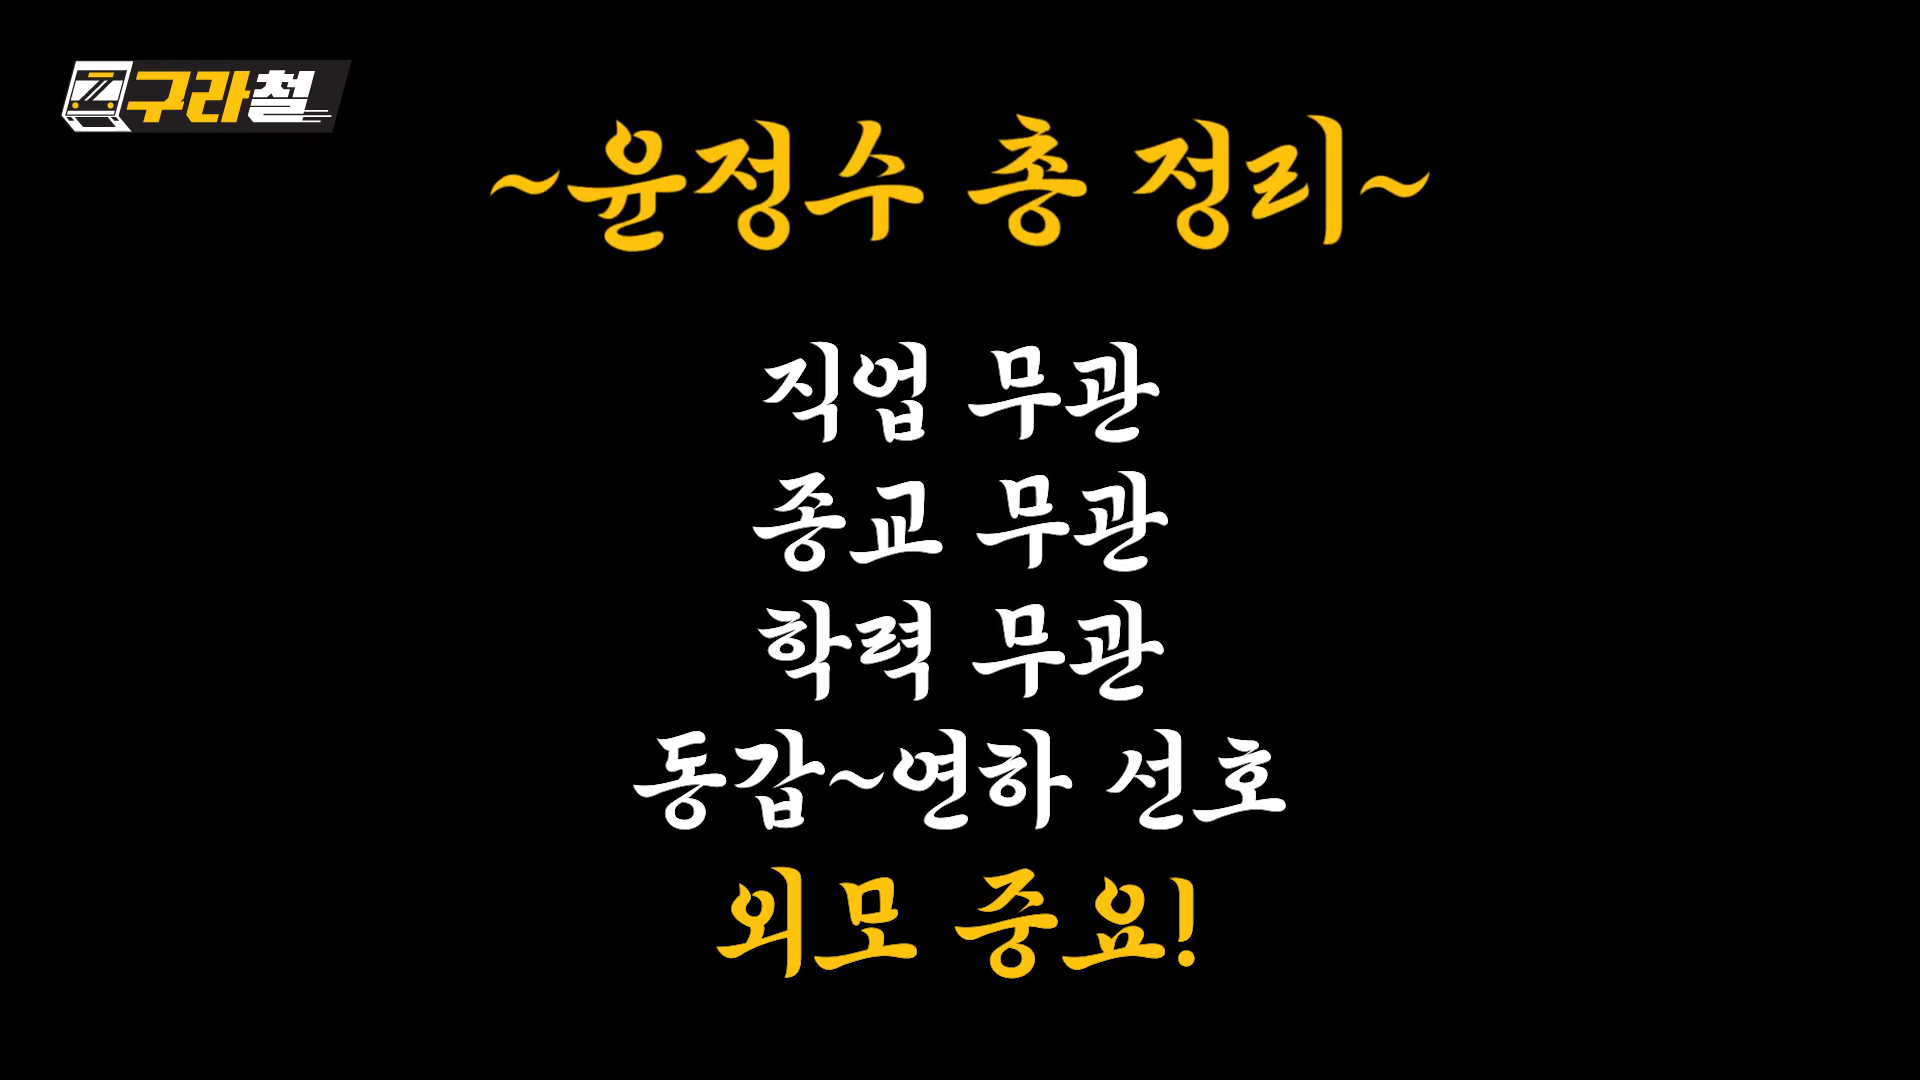 구라철
~윤정수 총 정리~
직업 무관
종교 무관
학력 무관
동갑~연하 선호
외모 중요!